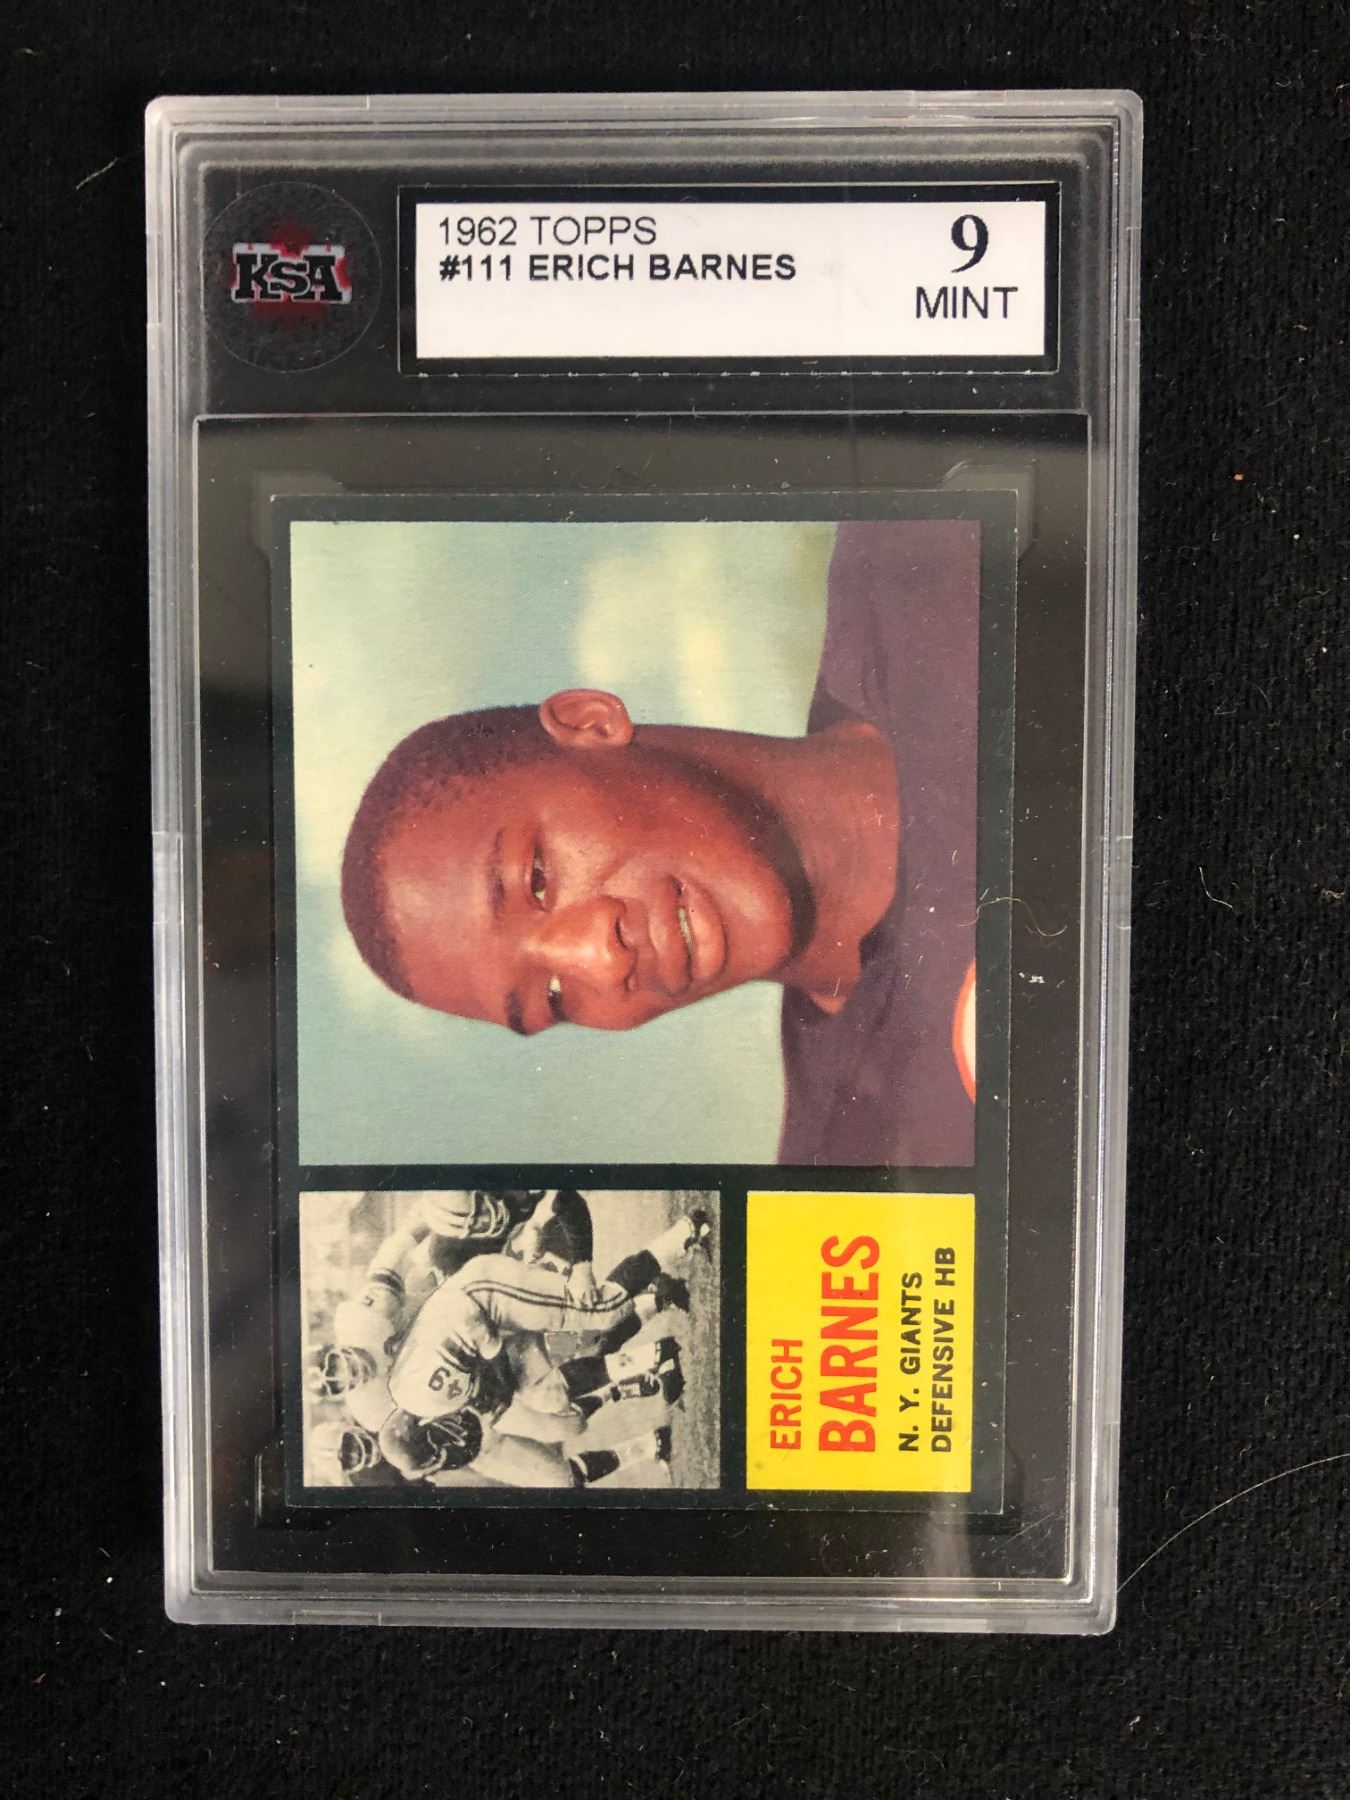 KSA
1962 TOPPS
#111 ERICH BARNES
9
MINT
49
ERICH
BARNES
N. Y. GIANTS
DEFENSIVE HB